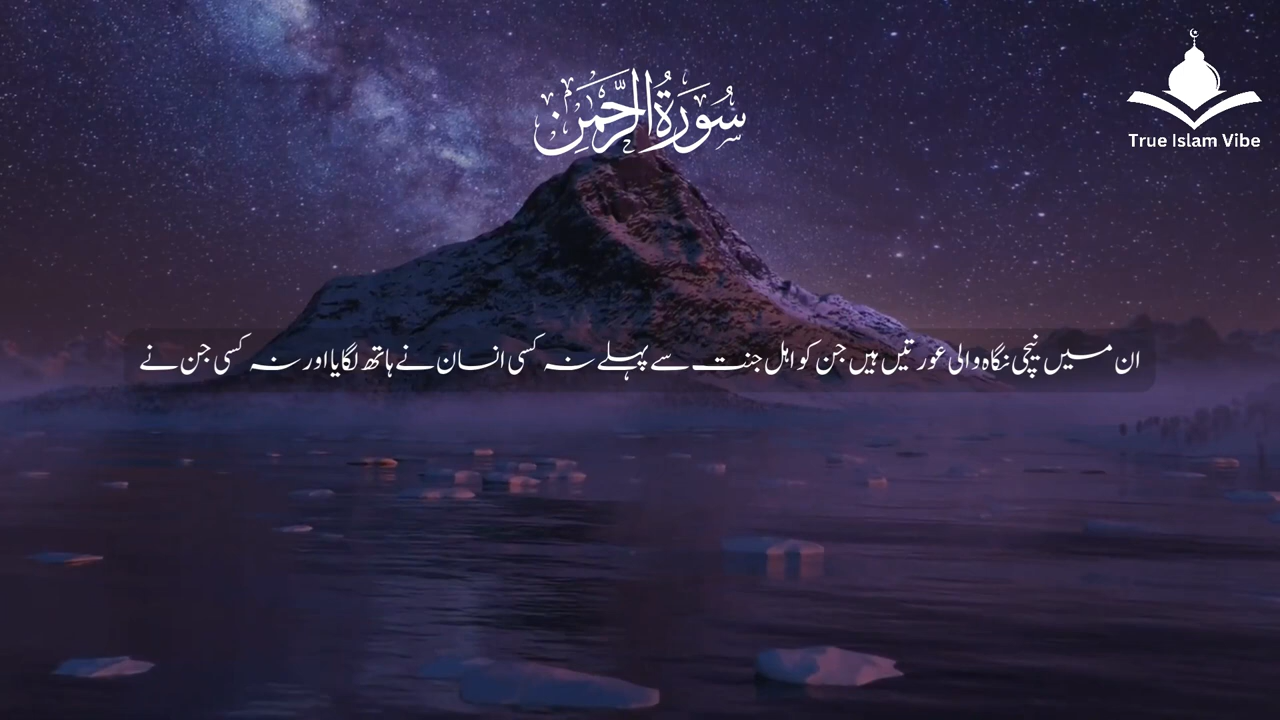 سُورَةُ الرَّحْمَٰن
True Islam Vibe
ان میں نیچی نگاہ والی عورتیں ہیں جن کو اہل جنت سے پہلے نہ کسی انسان نے ہاتھ لگایا اور نہ کسی جن نے